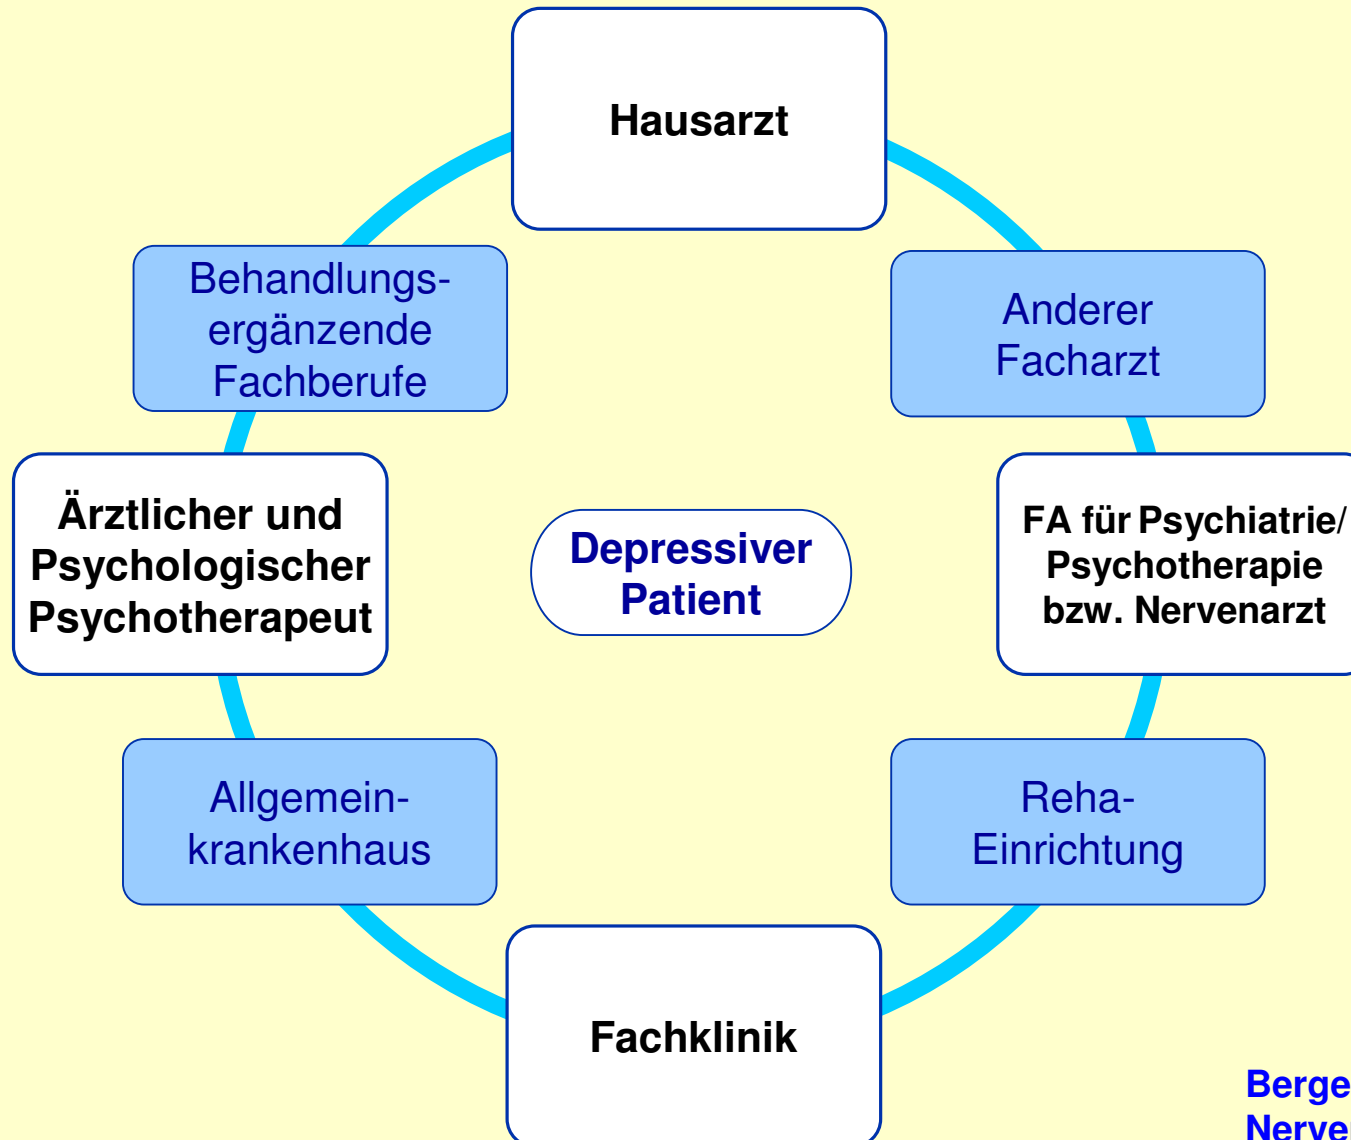 Hausarzt
Behandlungs-
ergänzende
Fachberufe
Anderer
Facharzt
Ärztlicher und
Psychologischer
Psychotherapeut
Depressiver
Patient
FA für Psychiatrie/
Psychotherapie
bzw. Nervenarzt
Allgemein-
krankenhaus
Reha-
Einrichtung
Fachklinik